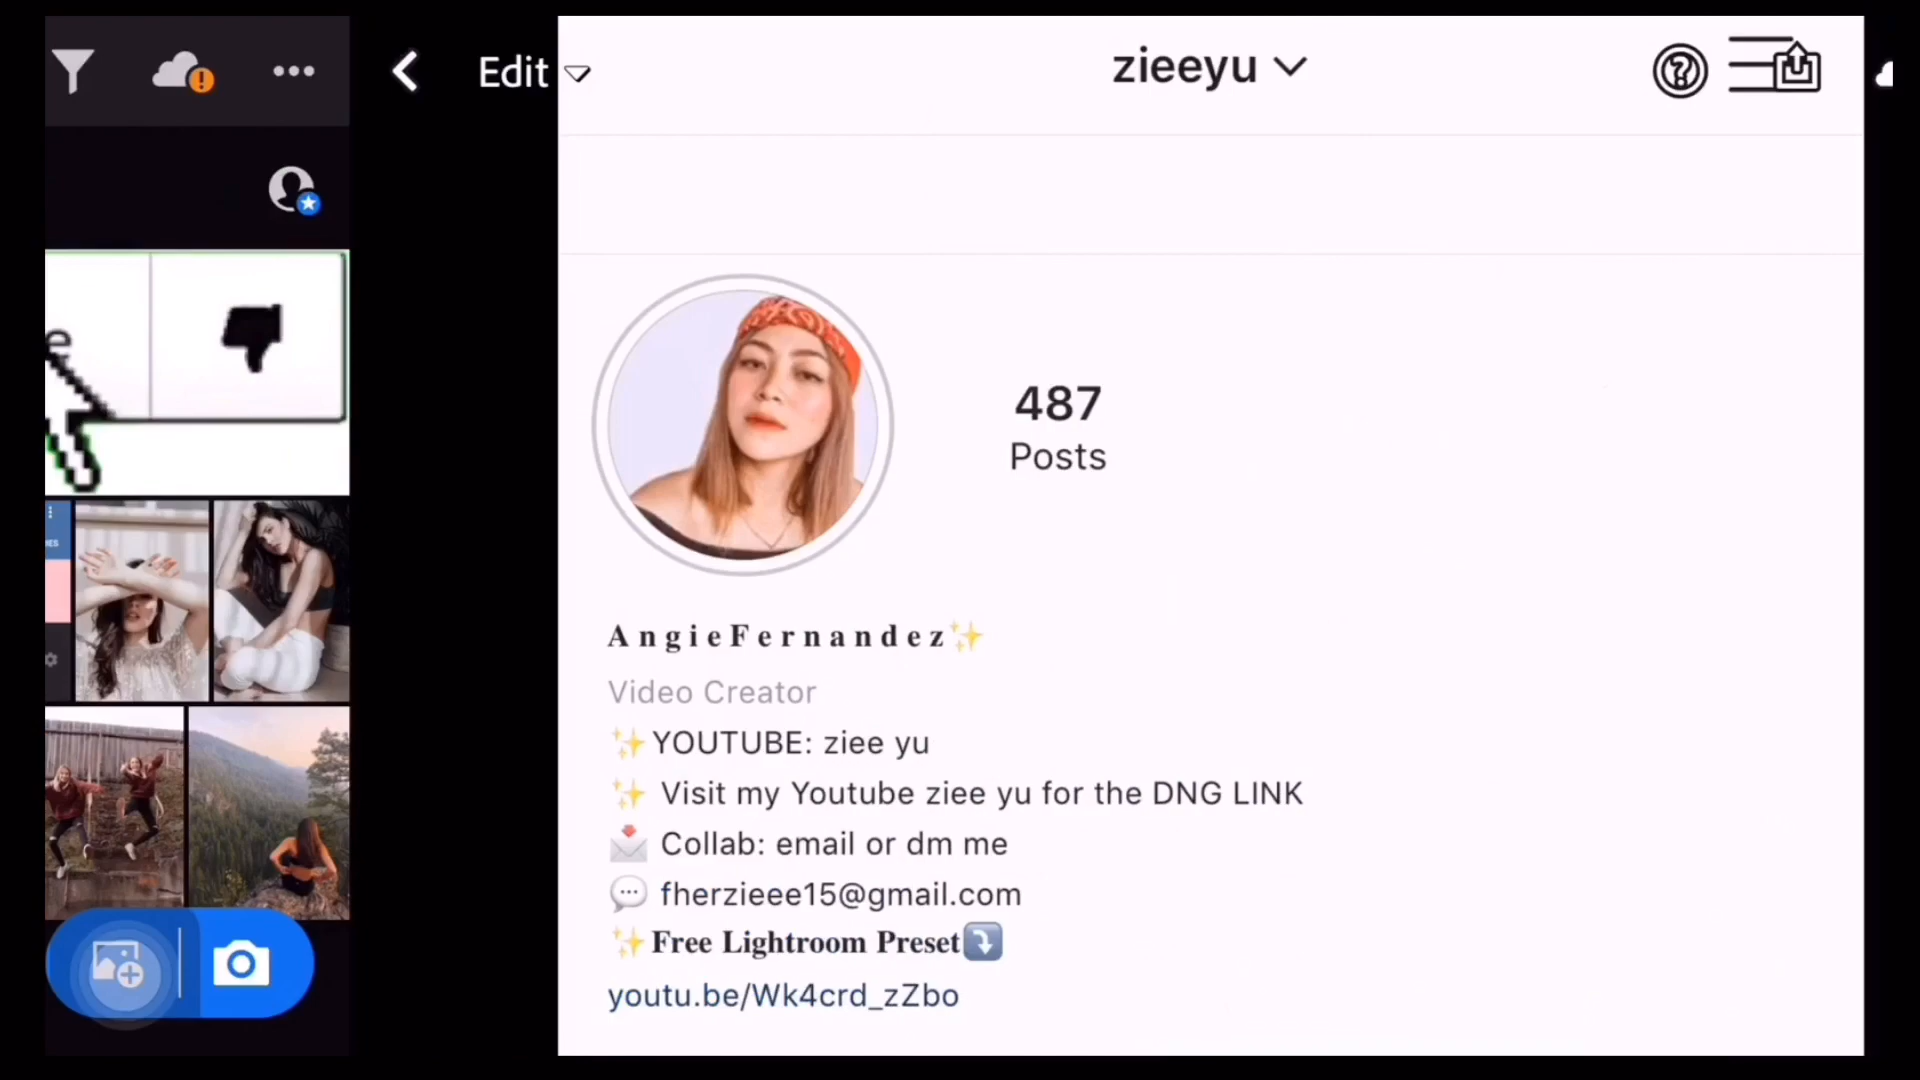 Edit
zieeyu
e
487
Posts
AngieFernandez✨
Video Creator
✨YOUTUBE: ziee yu
✨ Visit my Youtube ziee yu for the DNG LINK
📩 Collab: email or dm me
💬 fherzieee15@gmail.com
✨Free Lightroom Preset⤵️
youtu.be/Wk4crd_zZbo